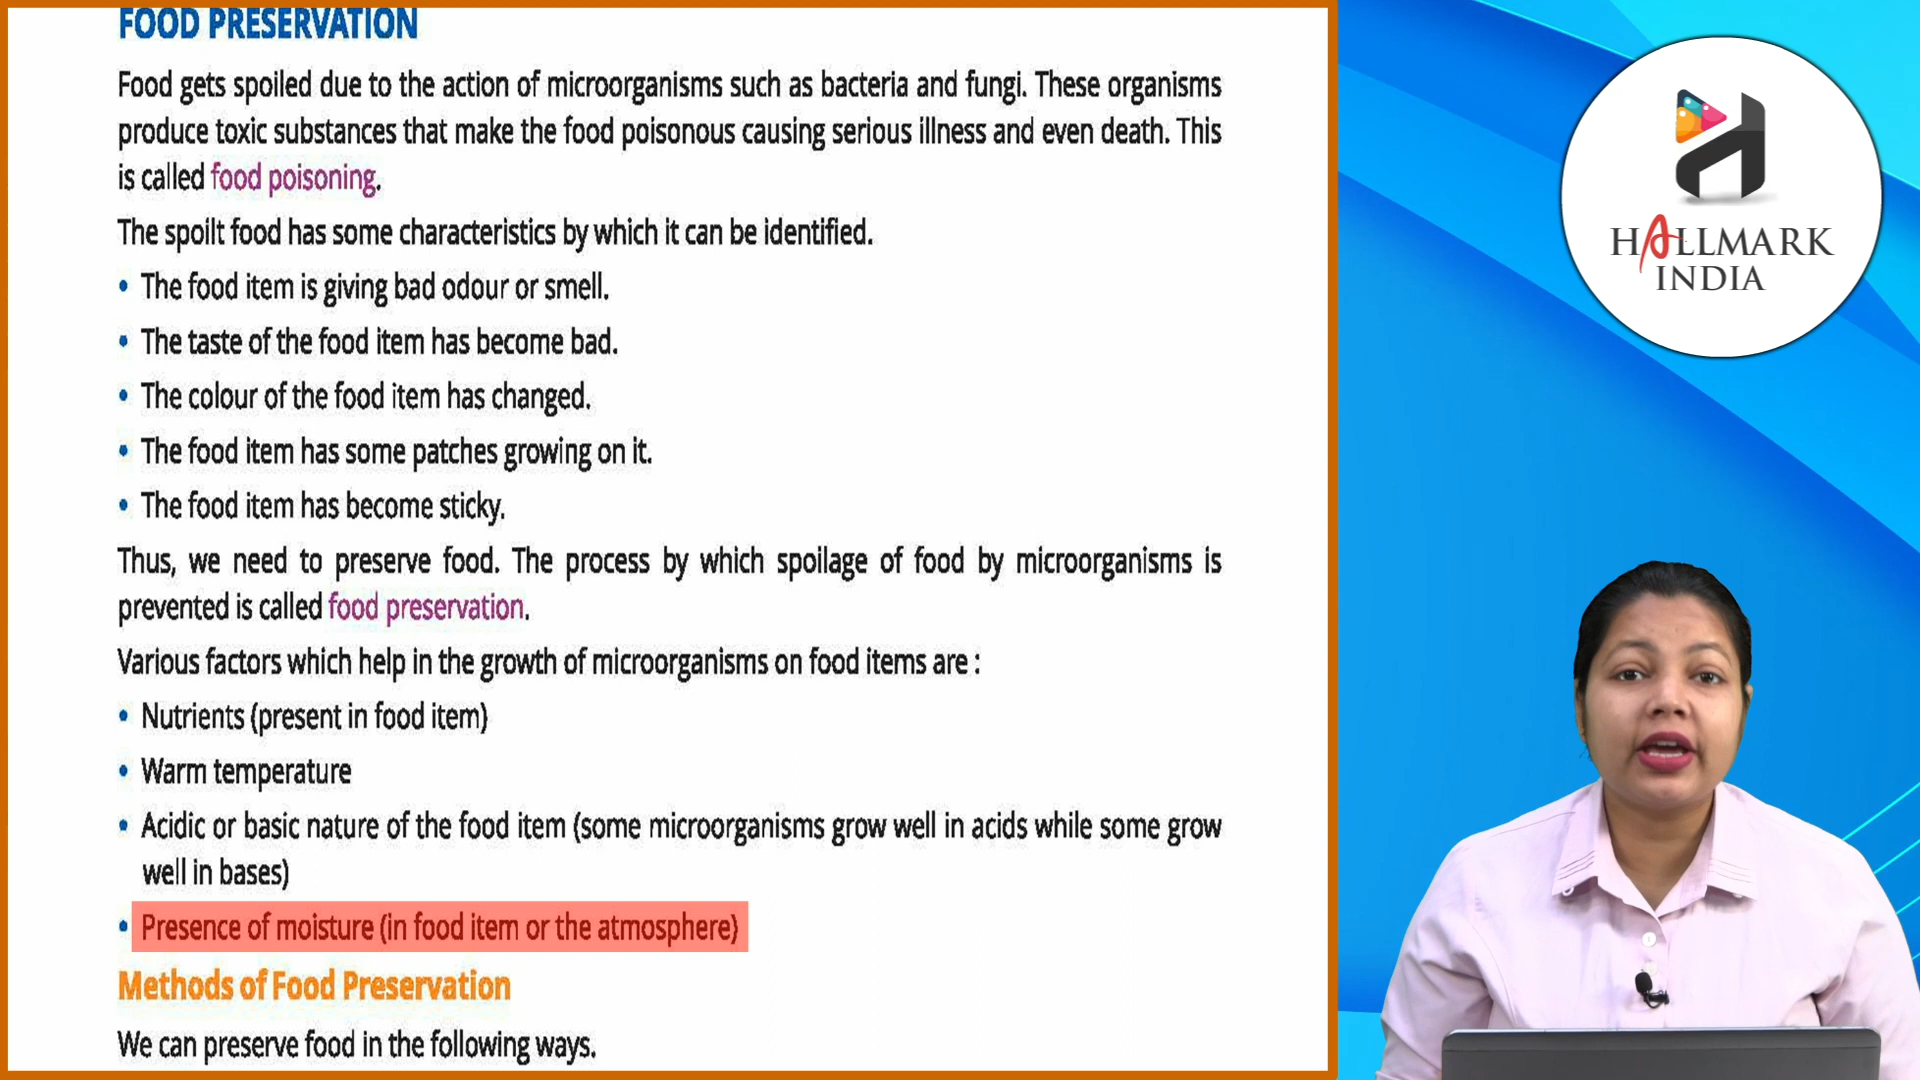 FOOD PRESERVATION
Food gets spoiled due to the action of microorganisms such as bacteria and fungi. These organisms
produce toxic substances that make the food poisonous causing serious illness and even death. This
is called food poisoning.
The spoilt food has some characteristics by which it can be identified.
• The food item is giving bad odour or smell.
• The taste of the food item has become bad.
• The colour of the food item has changed.
• The food item has some patches growing on it.
• The food item has become sticky.
Thus, we need to preserve food. The process by which spoilage of food by microorganisms is
prevented is called food preservation.
Various factors which help in the growth of microorganisms on food items are :
• Nutrients (present in food item)
• Warm temperature
• Acidic or basic nature of the food item (some microorganisms grow well in acids while some grow
well in bases)
• Presence of moisture (in food item or the atmosphere)
Methods of Food Preservation
We can preserve food in the following ways.
HALLMARK
INDIA